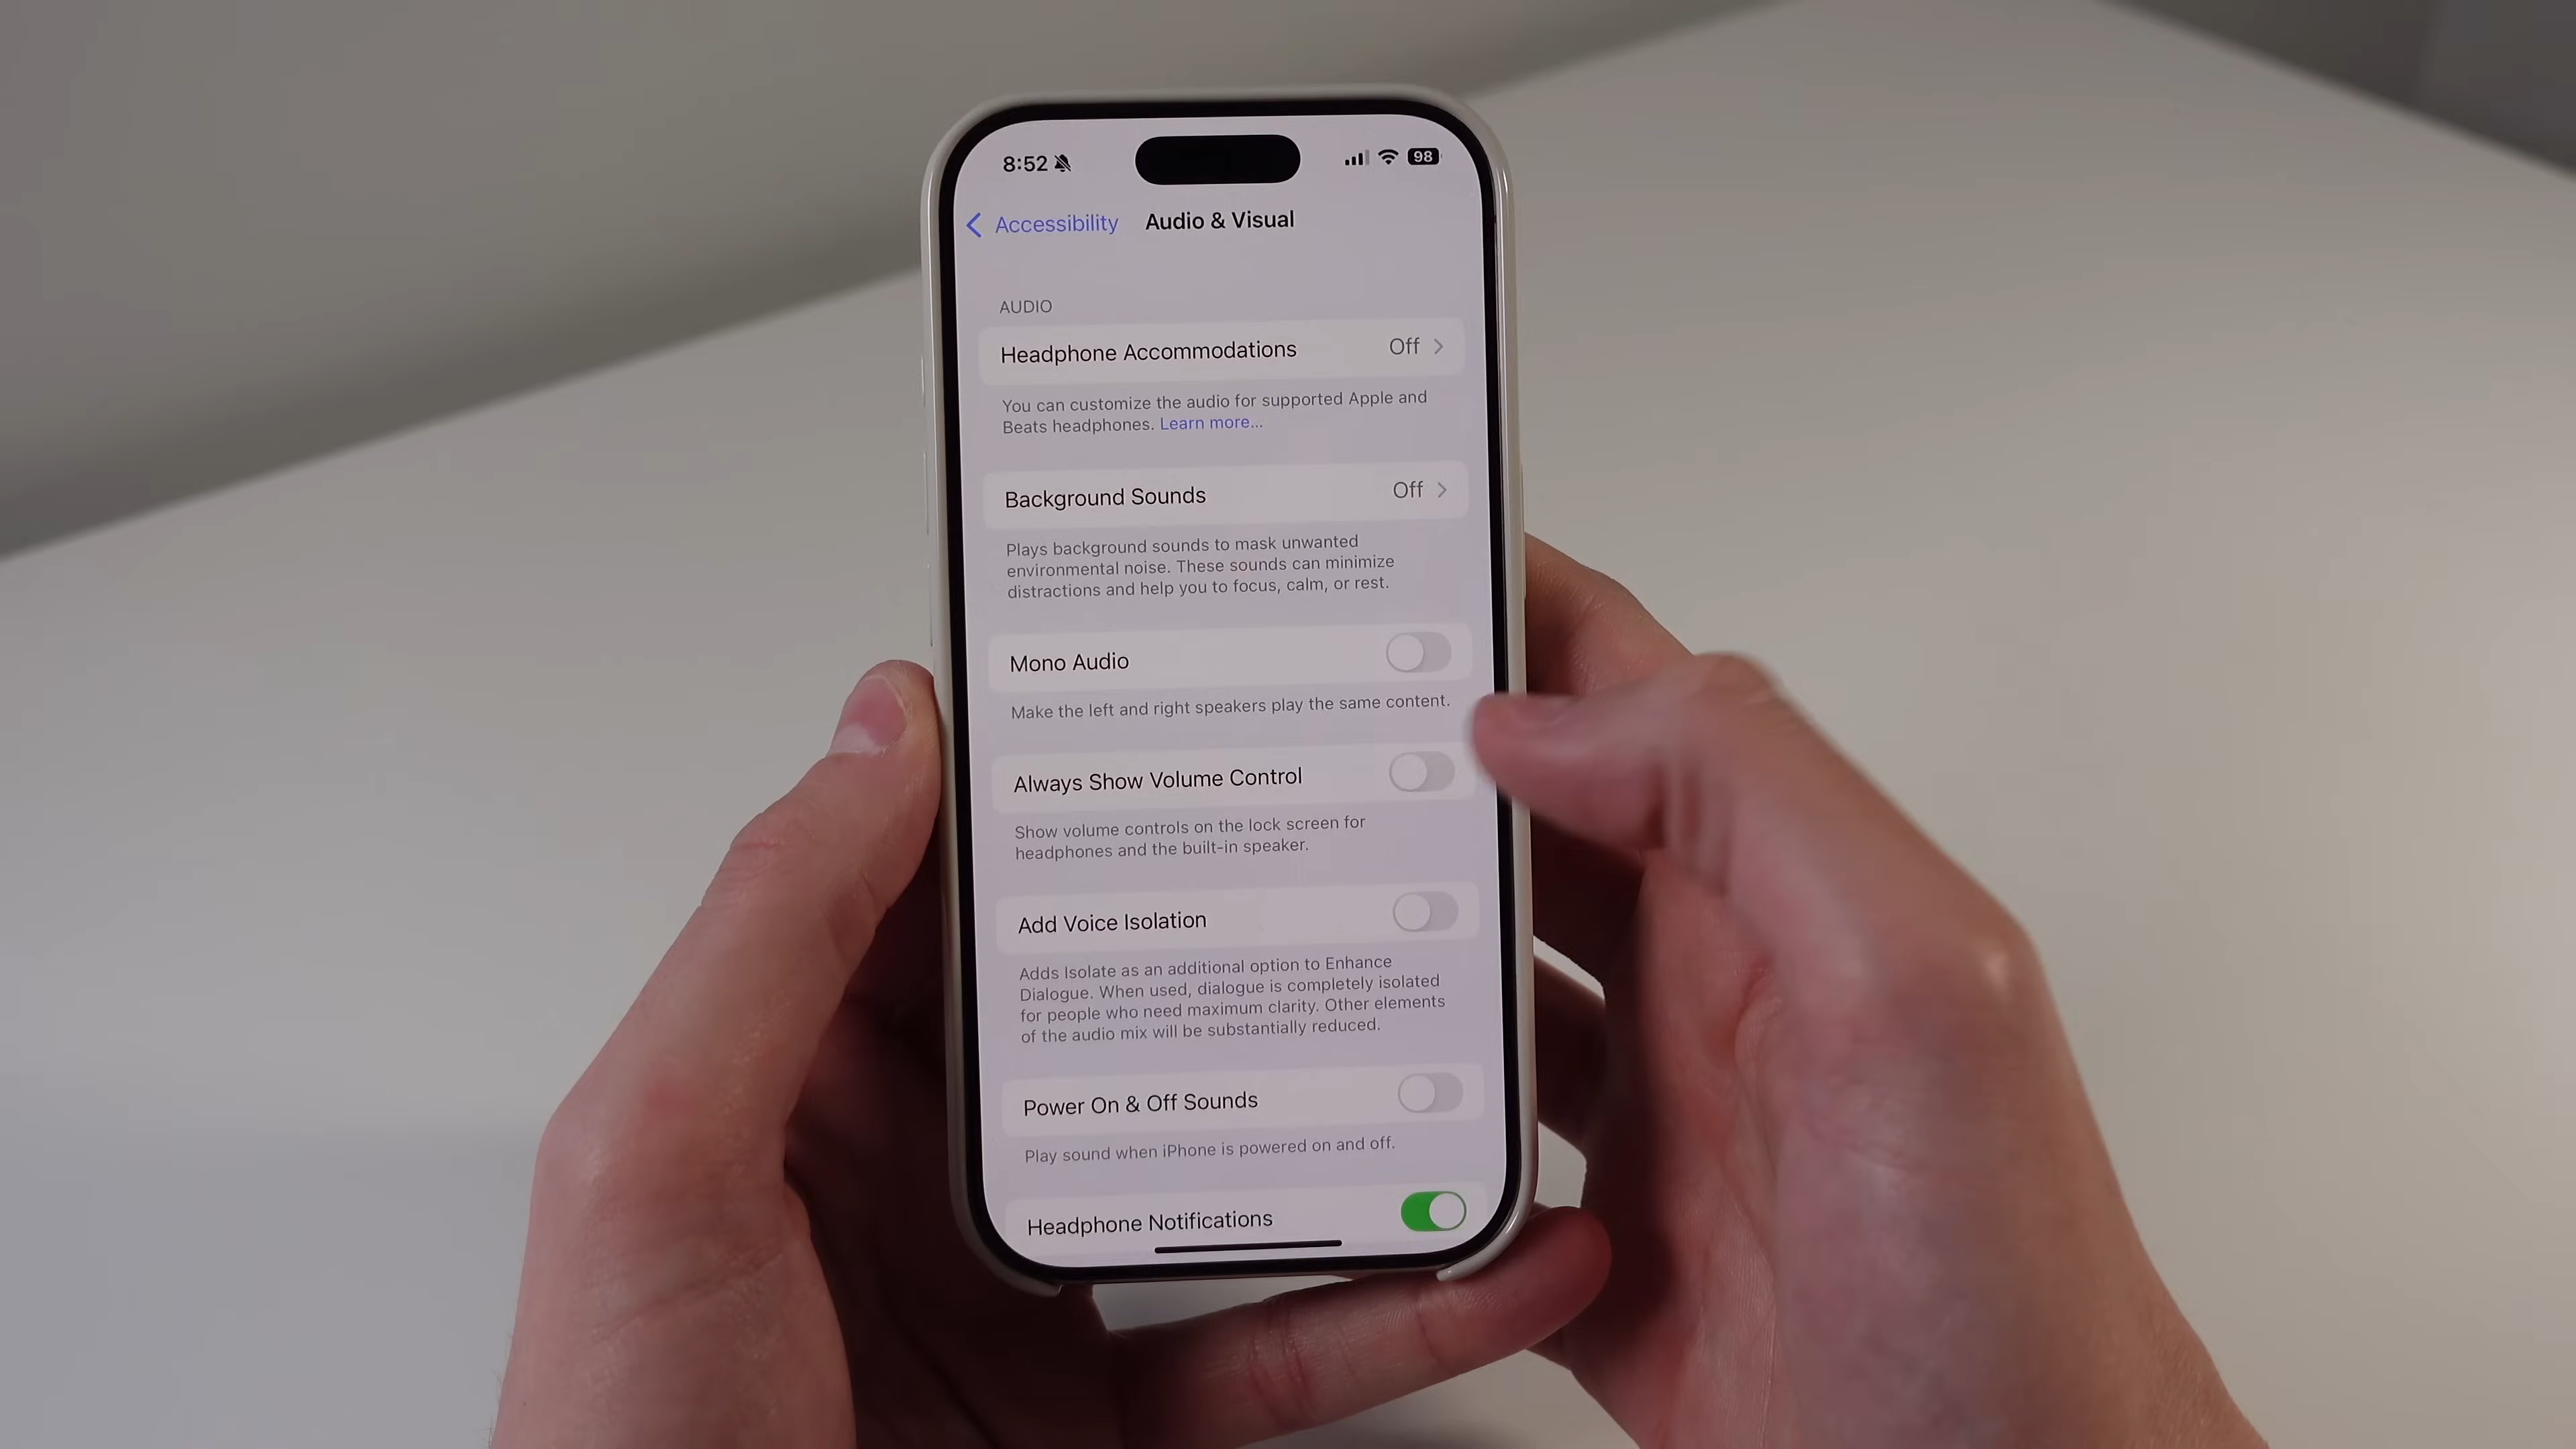 8:52
98
Accessibility
Audio & Visual
AUDIO
Headphone Accommodations
Off
You can customize the audio for supported Apple and
Beats headphones. Learn more...
Background Sounds
Off
Plays background sounds to mask unwanted
environmental noise. These sounds can minimize
distractions and help you to focus, calm, or rest.
Mono Audio
Make the left and right speakers play the same content.
Always Show Volume Control
Show volume controls on the lock screen for
headphones and the built-in speaker.
Add Voice Isolation
Adds Isolate as an additional option to Enhance
Dialogue. When used, dialogue is completely isolated
for people who need maximum clarity. Other elements
of the audio mix will be substantially reduced.
Power On & Off Sounds
Play sound when iPhone is powered on and off.
Headphone Notifications